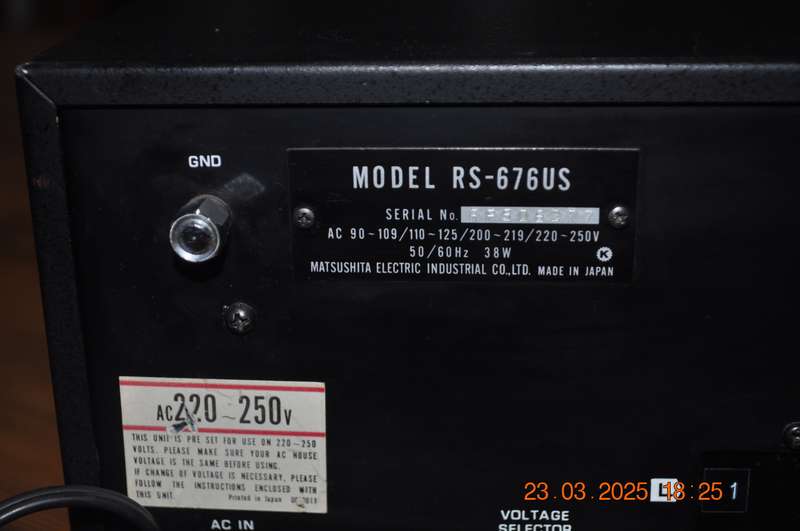 GND
MODEL RS-676US
SERIAL No.
AC 90~109/110~125/200~219/220~250V
50/60Hz 38W
K
MATSUSHITA ELECTRIC INDUSTRIAL CO.,LTD. MADE IN JAPAN
AC 220~250V
THIS UNIT IS PRE SET FOR USE ON 220~250
VOLTS. PLEASE MAKE SURE YOUR AC HOUSE
VOLTAGE IS THE SAME BEFORE USING.
IF CHANGE OF VOLTAGE IS NECESSARY, PLEASE
FOLLOW THE INSTRUCTIONS ENCLOSED WITH
THIS UNIT.
Printed in Japan
AC IN
VOLTAGE
SELECTOR
L
1
23.03.2025 18:25